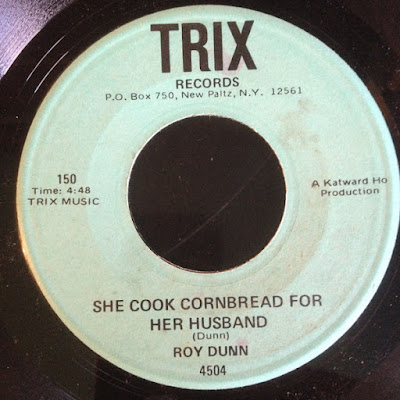 TRIX
RECORDS
P.O. Box 750, New Paltz, N.Y. 12561
150
Time: 4:48
TRIX MUSIC
A Katward Ho
Production
SHE COOK CORNBREAD FOR
HER HUSBAND
(Dunn)
ROY DUNN
4504